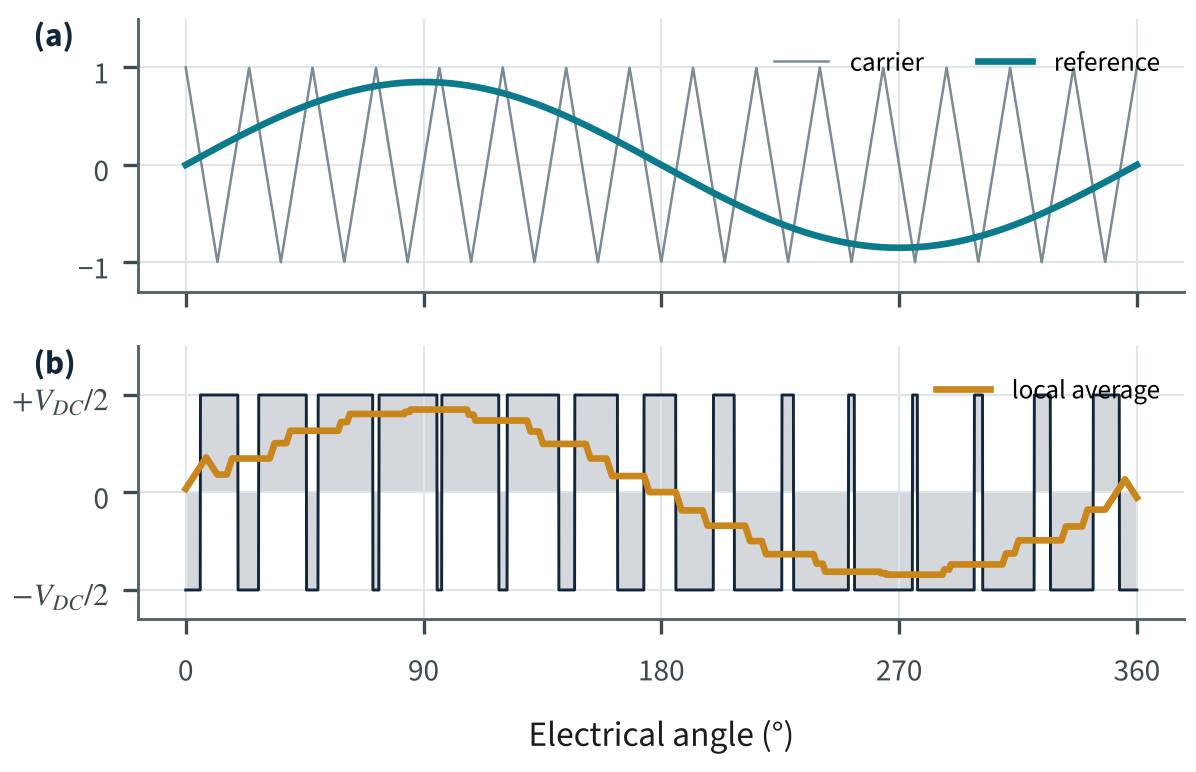 (a)
carrier reference
1
0
−1
(b)
local average
+V_DC/2
0
−V_DC/2
0 90 180 270 360
Electrical angle (°)